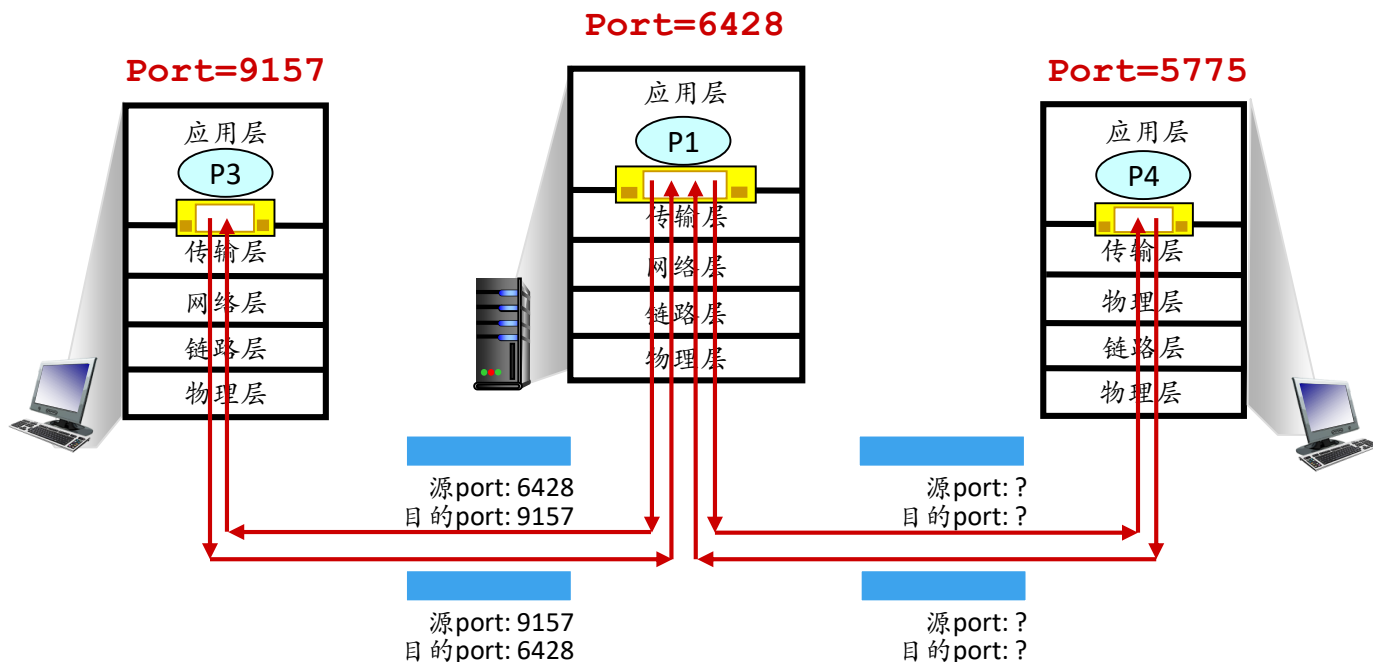 Port=6428
Port=9157
Port=5775
应用层
P3
传输层
网络层
链路层
物理层
应用层
P1
传输层
网络层
链路层
物理层
应用层
P4
传输层
物理层
链路层
物理层
源port: 6428
目的port: 9157
源port: ?
目的port: ?
源port: 9157
目的port: 6428
源port: ?
目的port: ?